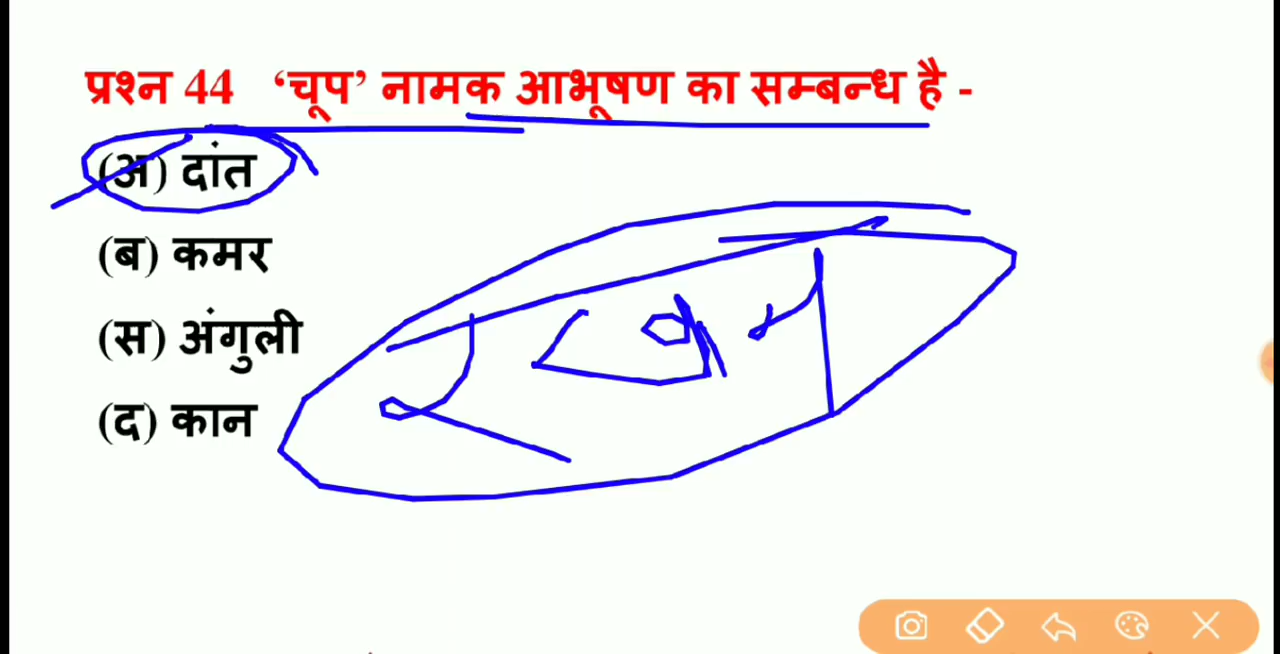 प्रश्न 44 ‘चूप’ नामक आभूषण का सम्बन्ध है -
(अ) दांत
(ब) कमर
(स) अंगुली
(द) कान